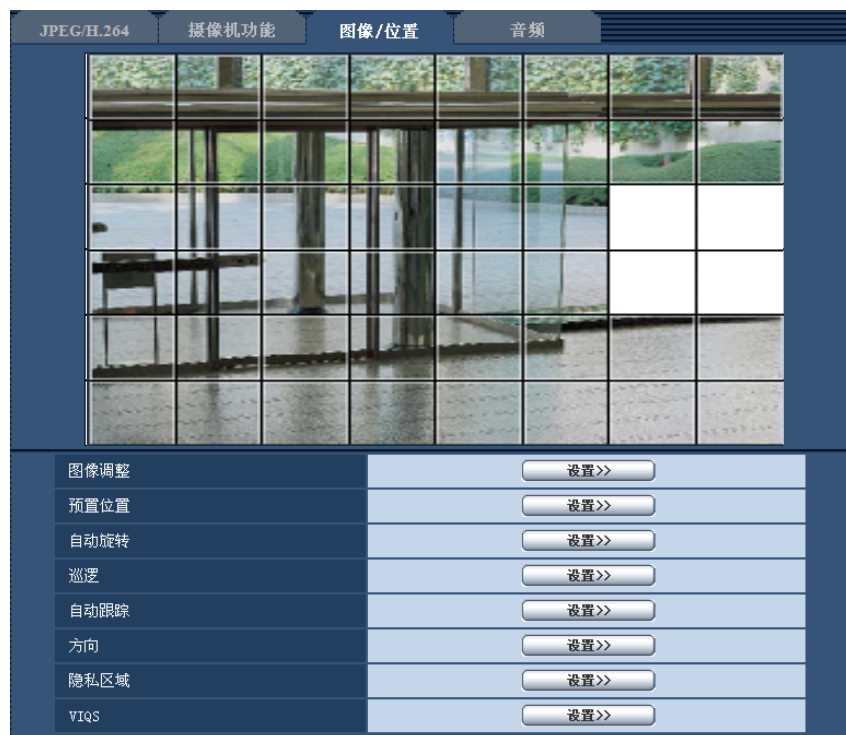 JPEG/H.264 摄像机功能 图像/位置 音频
图像调整 设置>>
预置位置 设置>>
自动旋转 设置>>
巡逻 设置>>
自动跟踪 设置>>
方向 设置>>
隐私区域 设置>>
VIQS 设置>>